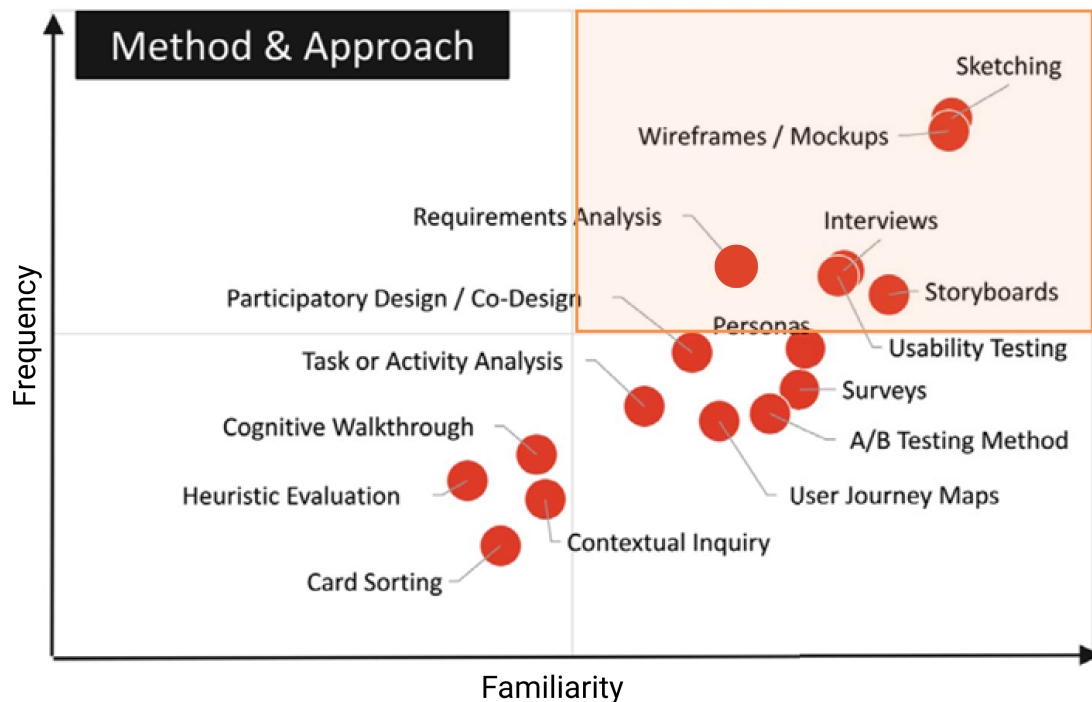 Method & Approach
Sketching
Wireframes / Mockups
Requirements Analysis
Interviews
Participatory Design / Co-Design
Storyboards
Personas
Usability Testing
Task or Activity Analysis
Surveys
Cognitive Walkthrough
A/B Testing Method
Heuristic Evaluation
User Journey Maps
Contextual Inquiry
Card Sorting
Frequency
Familiarity